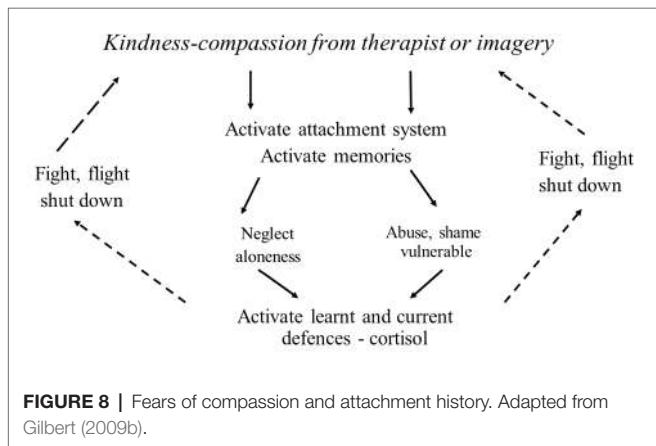 Kindness-compassion from therapist or imagery
Activate attachment system
Activate memories
Fight, flight
shut down
Fight, flight
shut down
Neglect
aloneness
Abuse, shame
vulnerable
Activate learnt and current
defences - cortisol
FIGURE 8 | Fears of compassion and attachment history. Adapted from
Gilbert (2009b).